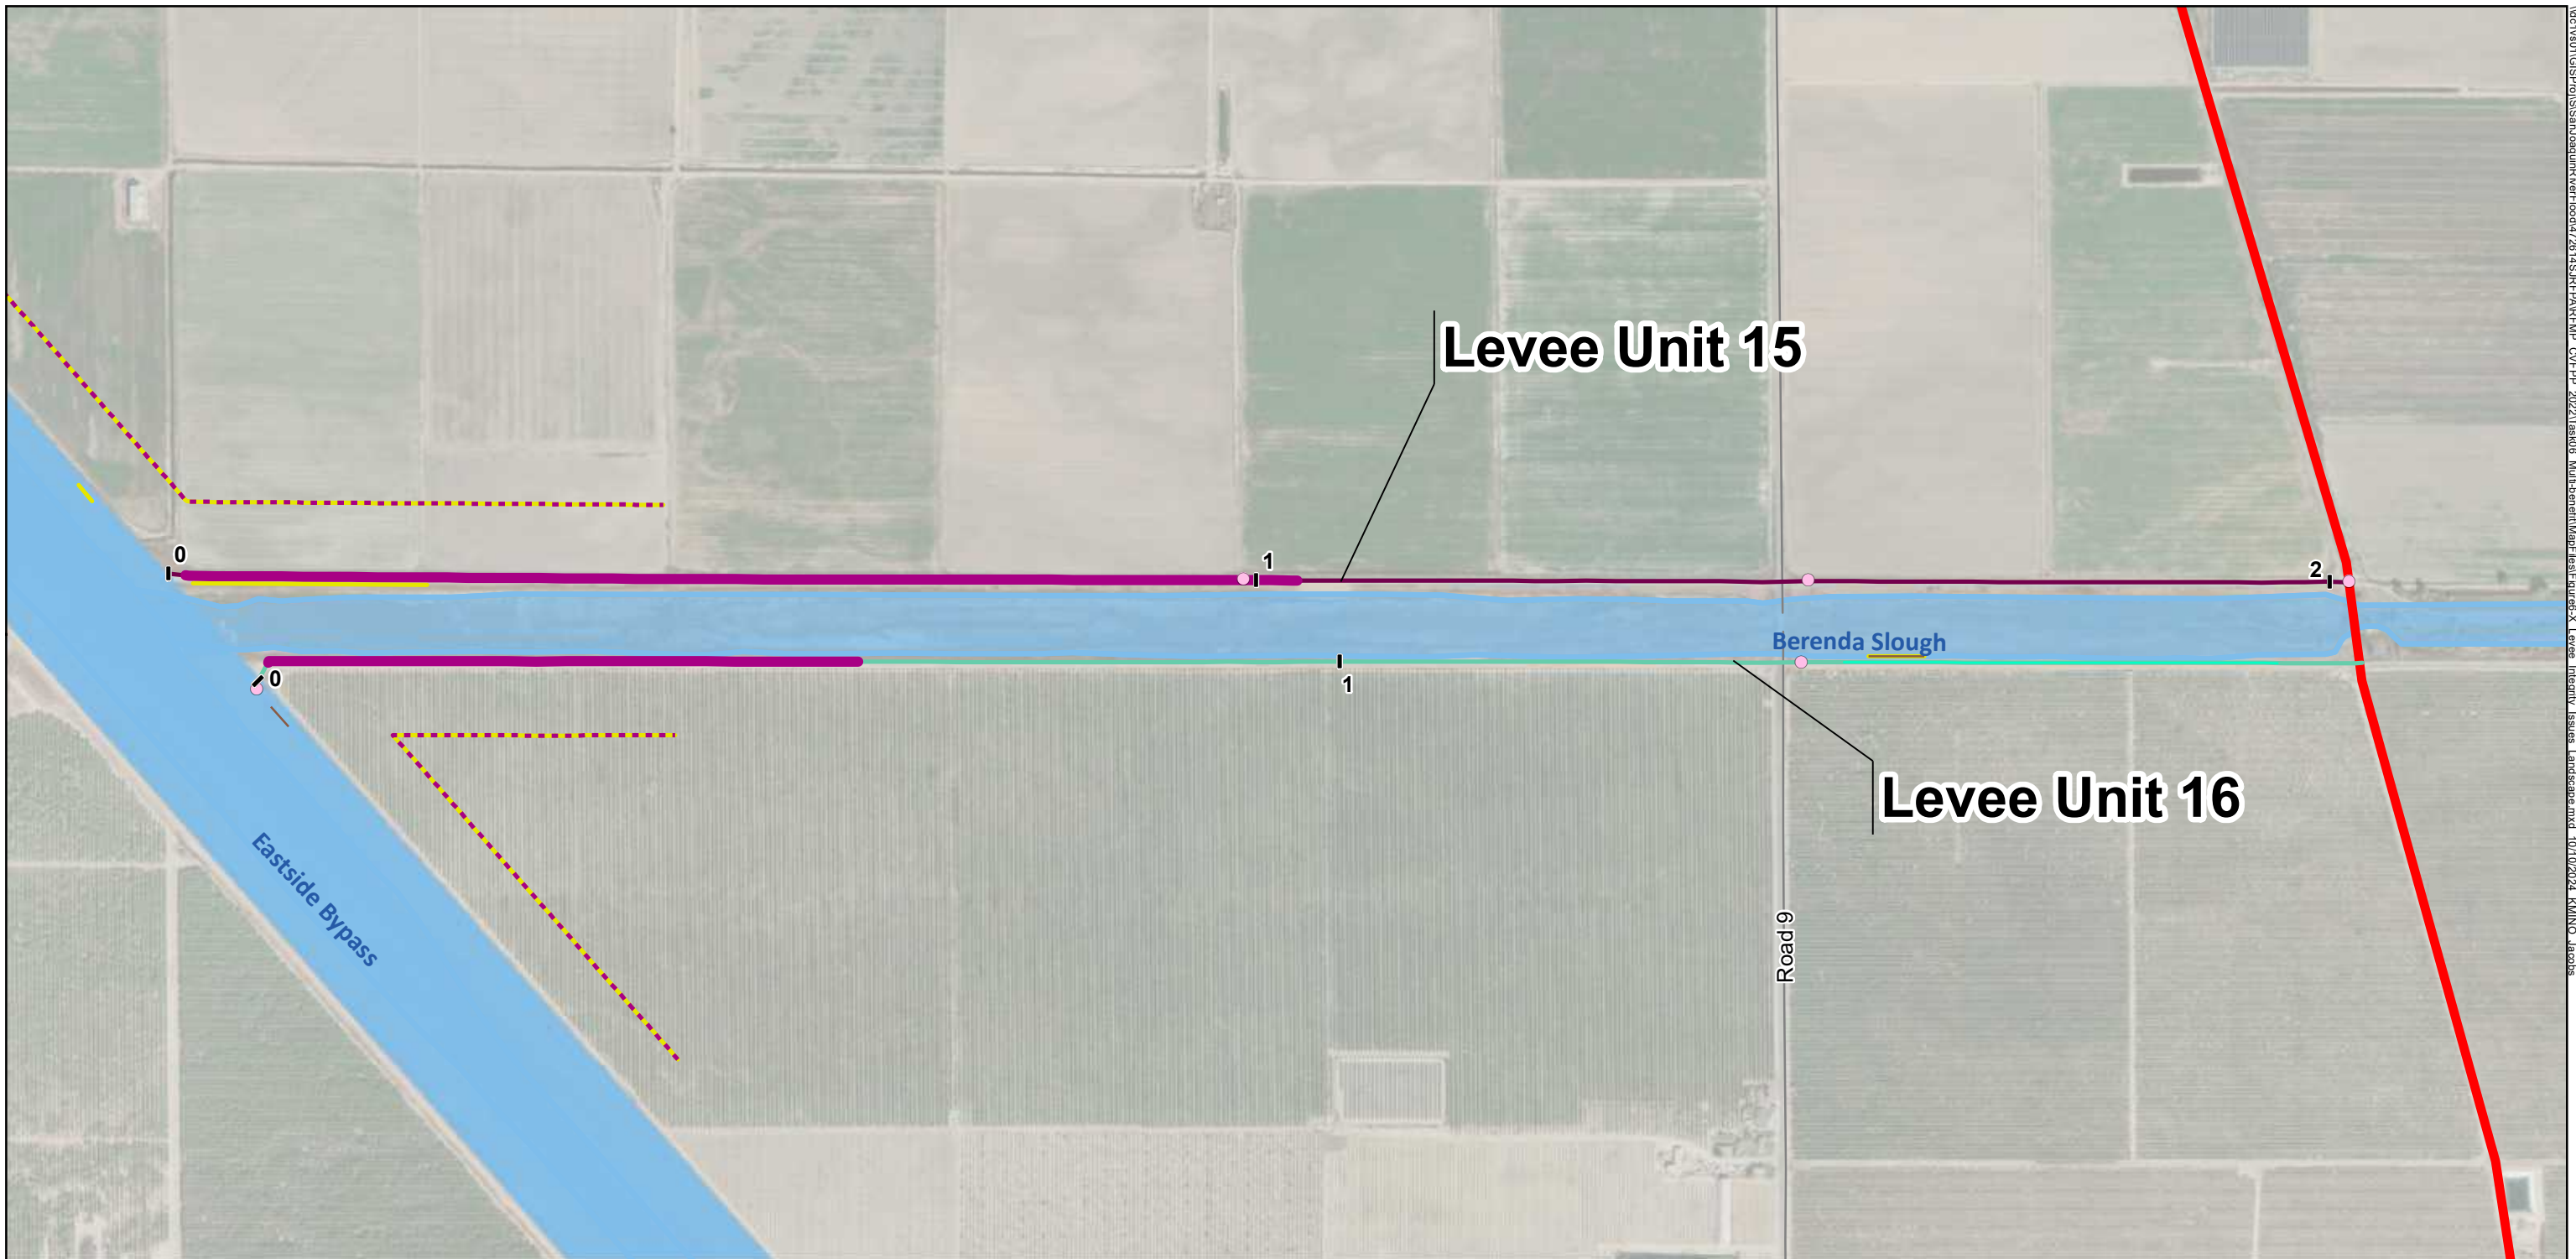 Levee Unit 15
0
1
2
Berenda Slough
0
1
Levee Unit 16
Eastside Bypass
Road 9